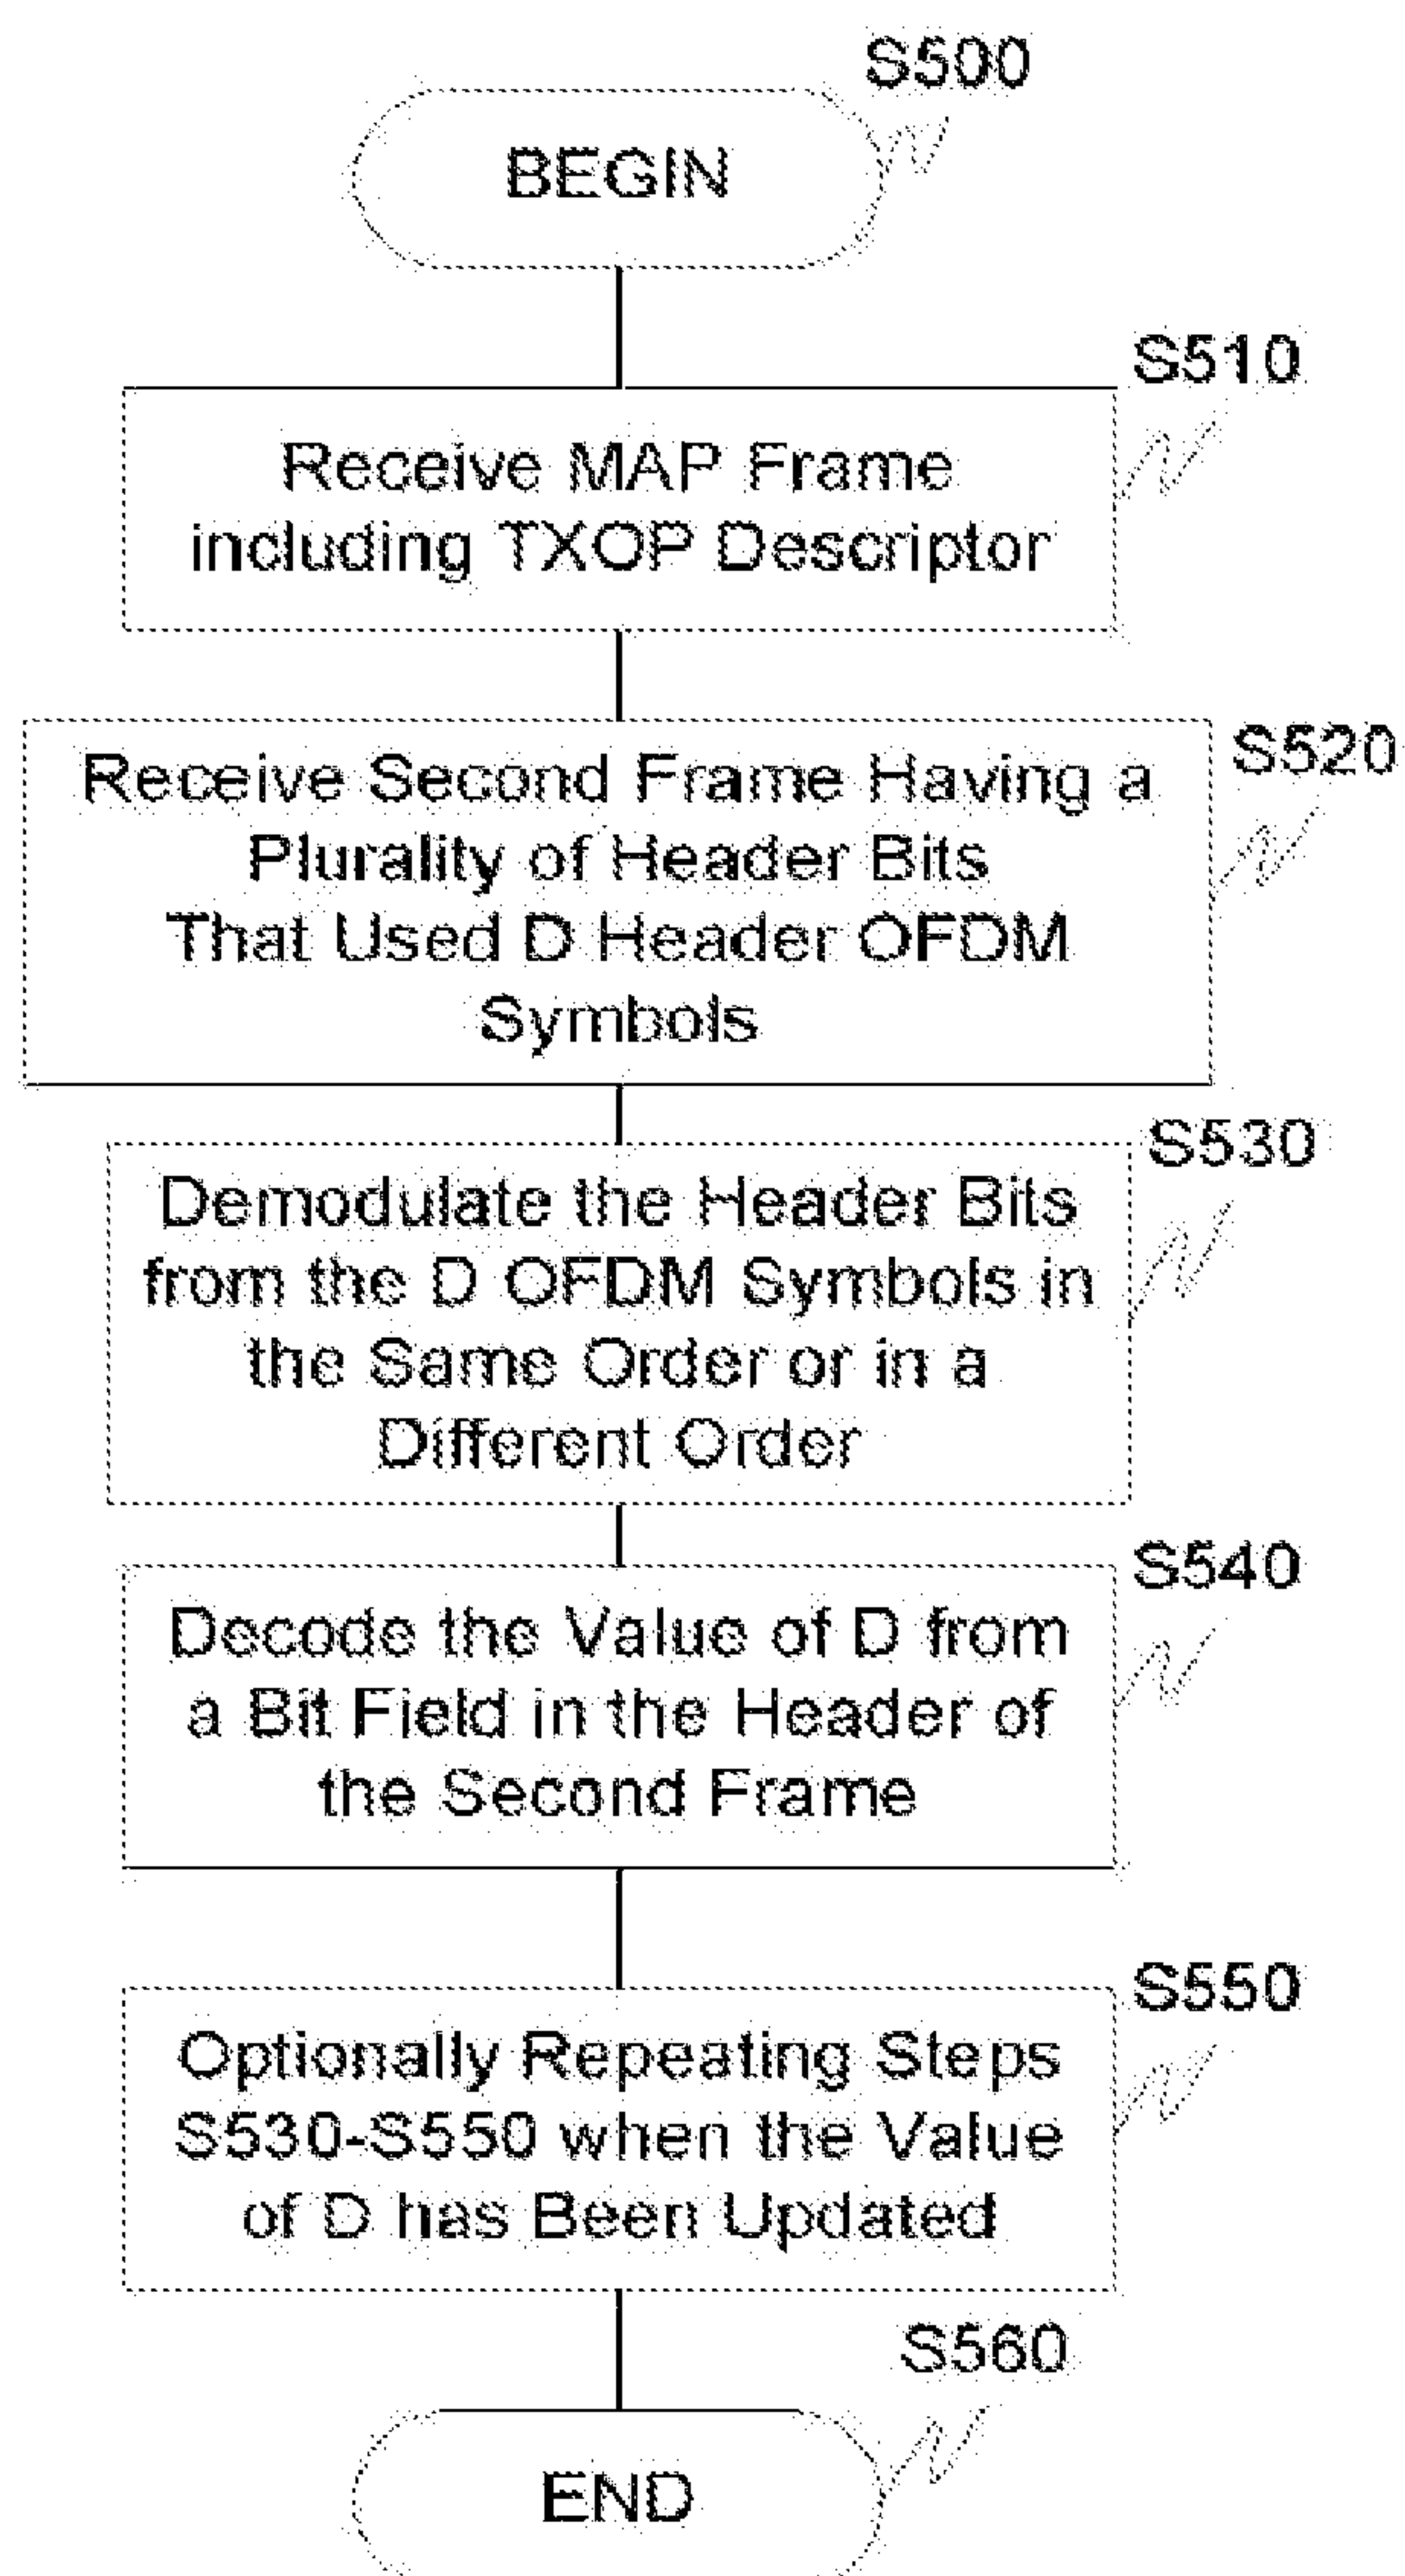 S500
BEGIN
S510
Receive MAP Frame
including TXOP Descriptor
S520
Receive Second Frame Having a
Plurality of Header Bits
That Used D Header OFDM
Symbols
S530
Demodulate the Header Bits
from the D OFDM Symbols in
the Same Order or in a
Different Order
S540
Decode the Value of D from
a Bit Field in the Header of
the Second Frame
S550
Optionally Repeating Steps
S530-S550 when the Value
of D has Been Updated
S560
END